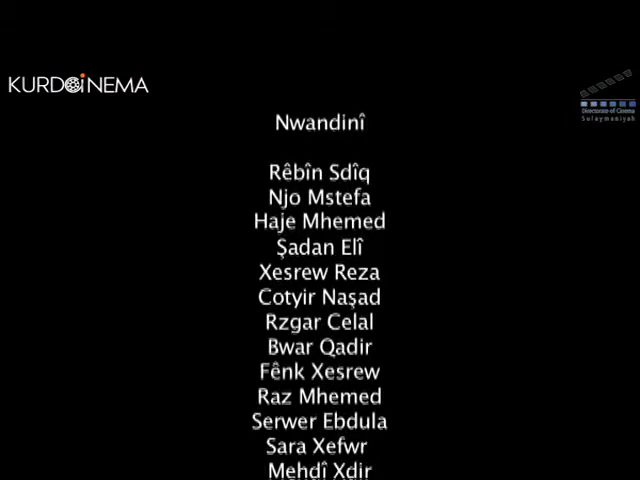 KURDCiNEMA
Directorate of Cinema
Sulaymaniyah
Nwandinî
Rêbîn Sdîq
Njo Mstefa
Haje Mhemed
Şadan Elî
Xesrew Reza
Cotyir Naşad
Rzgar Celal
Bwar Qadir
Fênk Xesrew
Raz Mhemed
Serwer Ebdula
Sara Xefwr
Mehdî Xdir